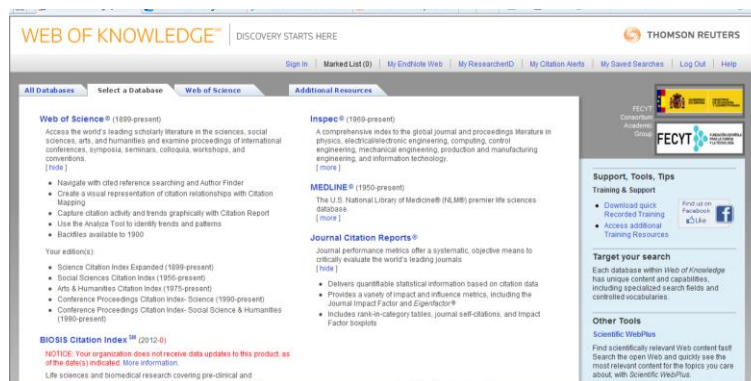 WEB OF KNOWLEDGE℠ DISCOVERY STARTS HERE
THOMSON REUTERS
Sign In Marked List (0) My EndNote Web My ResearcherID My Citation Alerts My Saved Searches Log Out Help
All Databases Select a Database Web of Science Additional Resources
Web of Science ® (1899-present)
Access the world's leading scholarly literature in the sciences, social
sciences, arts, and humanities and examine proceedings of international
conferences, symposia, seminars, colloquia, workshops, and
conventions.
[ hide ]
• Navigate with cited reference searching and Author Finder
• Create a visual representation of citation relationships with Citation
Mapping
• Capture citation activity and trends graphically with Citation Report
• Use the Analyze Tool to identify trends and patterns
• Backfiles available to 1900
Your edition(s):
• Science Citation Index Expanded (1899-present)
• Social Sciences Citation Index (1956-present)
• Arts & Humanities Citation Index (1975-present)
• Conference Proceedings Citation Index- Science (1990-present)
• Conference Proceedings Citation Index- Social Science & Humanities
(1990-present)
BIOSIS Citation Index ℠ (2012-0)
NOTICE: Your organization does not receive data updates to this product, as
of the date(s) indicated. More information.
Life sciences and biomedical research covering pre-clinical and
Inspec ® (1969-present)
A comprehensive index to the global journal and proceedings literature in
physics, electrical/electronic engineering, computing, control
engineering, mechanical engineering, production and manufacturing
engineering, and information technology.
[ more ]
MEDLINE ® (1950-present)
The U.S. National Library of Medicine® (NLM®) premier life sciences
database.
[ more ]
Journal Citation Reports ®
Journal performance metrics offer a systematic, objective means to
critically evaluate the world's leading journals
[ hide ]
• Delivers quantifiable statistical information based on citation data
• Provides a variety of impact and influence metrics, including the
Journal Impact Factor and Eigenfactor®
• Includes rank-in-category tables, journal self-citations, and Impact
Factor boxplots
FECYT
Consortium
Academic
Group
FECYT
Support, Tools, Tips
Training & Support
• Download quick
Recorded Training
• Access additional
Training Resources
Find us on
Facebook
Like
Target your search
Each database within Web of Knowledge
has unique content and capabilities,
including specialized search fields and
controlled vocabularies.
Other Tools
Scientific WebPlus
Find scientifically relevant Web content fast!
Search the open Web and quickly see the
most relevant content for the topics you care
about, with Scientific WebPlus.